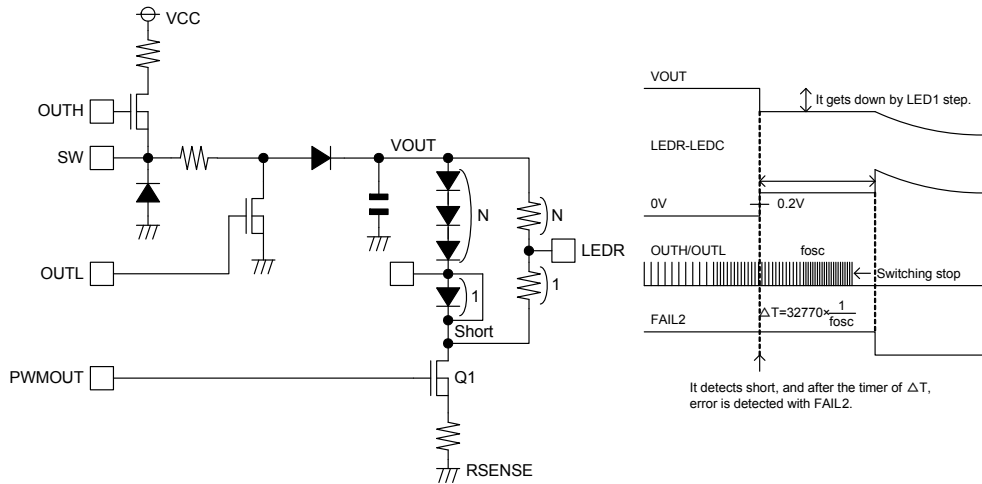 VCC
OUTH
SW
VOUT
N
N
LEDR
OUTL
1
1
Short
PWMOUT
Q1
RSENSE
VOUT
It gets down by LED1 step.
LEDR-LEDC
0V
0.2V
OUTH/OUTL
fosc
Switching stop
△T=32770× 1
fosc
FAIL2
It detects short, and after the timer of △T,
error is detected with FAIL2.